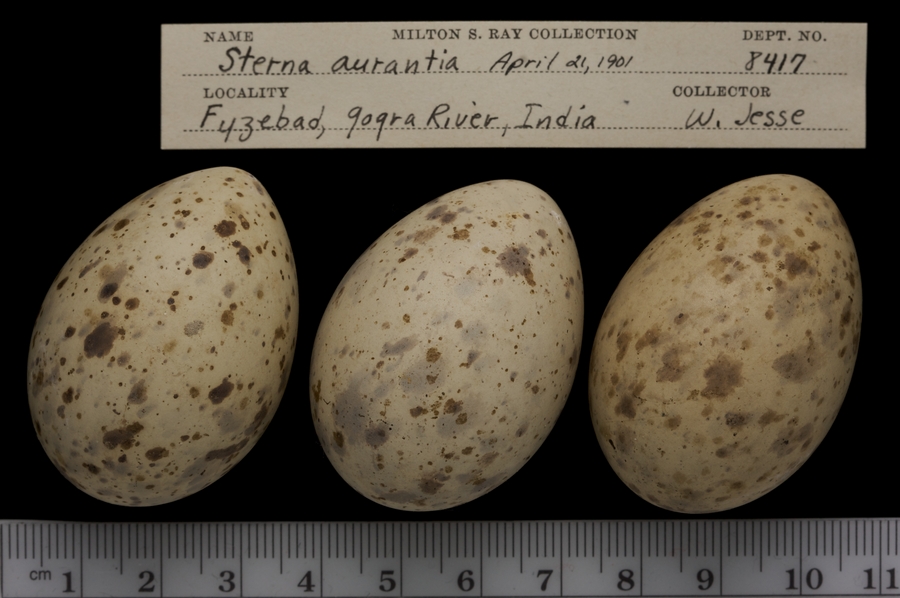 NAME MILTON S. RAY COLLECTION DEPT. NO.
Sterna aurantia April 21, 1901 8417
LOCALITY COLLECTOR
Fyzebad, gogra River, India W. Jesse
cm 1 2 3 4 5 6 7 8 9 10 11